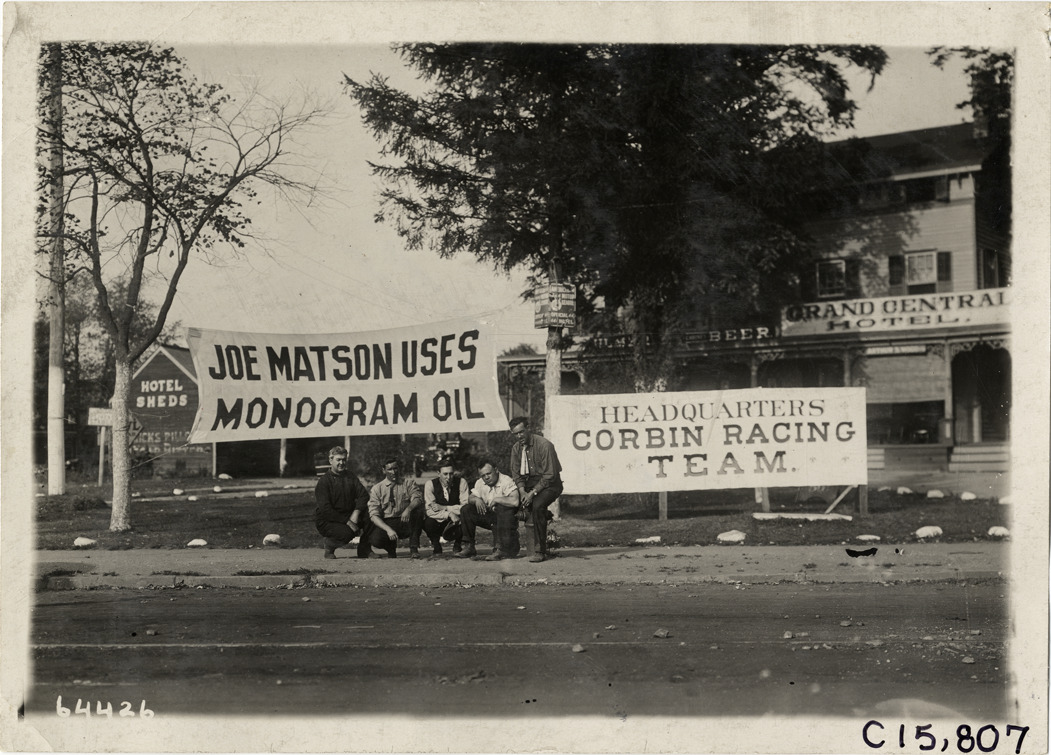 JOE MATSON USES
MONOGRAM OIL
HOTEL
SHEDS
BEER
GRAND CENTRAL
HOTEL.
HEADQUARTERS
CORBIN RACING
TEAM.
64426
C15,807